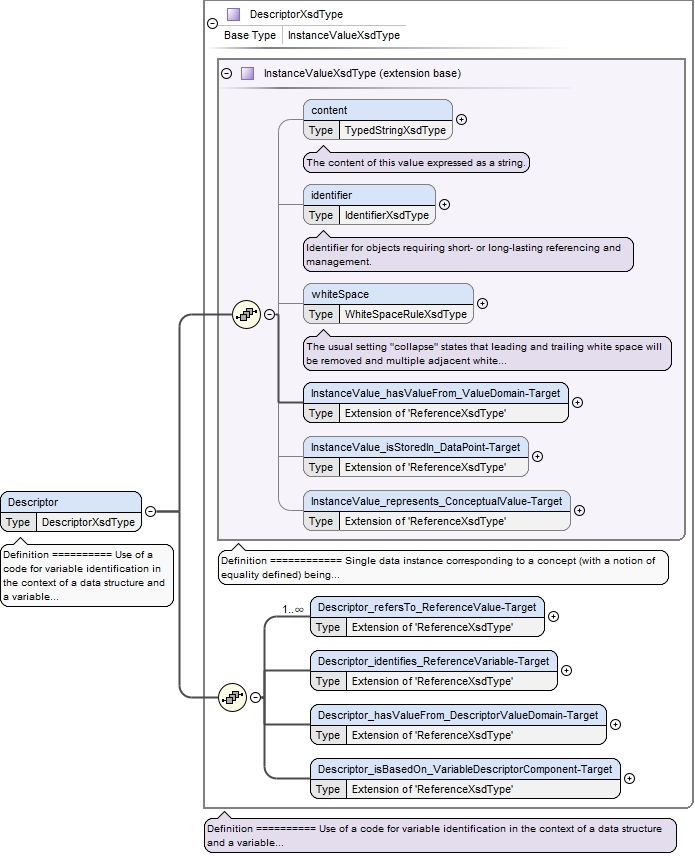 DescriptorXsdType
Base Type InstanceValueXsdType
InstanceValueXsdType (extension base)
content
Type TypedStringXsdType
The content of this value expressed as a string.
identifier
Type IdentifierXsdType
Identifier for objects requiring short- or long-lasting referencing and
management.
whiteSpace
Type WhiteSpaceRuleXsdType
The usual setting "collapse" states that leading and trailing white space will
be removed and multiple adjacent white...
InstanceValue_hasValueFrom_ValueDomain-Target
Type Extension of 'ReferenceXsdType'
InstanceValue_isStoredIn_DataPoint-Target
Type Extension of 'ReferenceXsdType'
InstanceValue_represents_ConceptualValue-Target
Type Extension of 'ReferenceXsdType'
Descriptor
Type DescriptorXsdType
Definition ========== Use of a
code for variable identification in
the context of a data structure and
a variable...
Definition ============ Single data instance corresponding to a concept (with a notion of
equality defined) being...
1..∞
Descriptor_refersTo_ReferenceValue-Target
Type Extension of 'ReferenceXsdType'
Descriptor_identifies_ReferenceVariable-Target
Type Extension of 'ReferenceXsdType'
Descriptor_hasValueFrom_DescriptorValueDomain-Target
Type Extension of 'ReferenceXsdType'
Descriptor_isBasedOn_VariableDescriptorComponent-Target
Type Extension of 'ReferenceXsdType'
Definition ========== Use of a code for variable identification in the context of a data structure
and a variable...